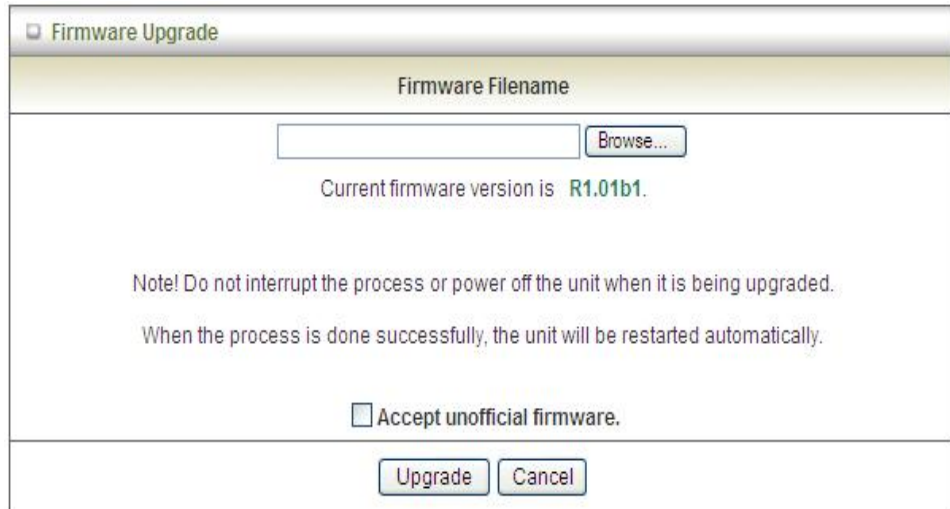 Firmware Upgrade
Firmware Filename
Browse...
Current firmware version is R1.01b1.
Note! Do not interrupt the process or power off the unit when it is being upgraded.
When the process is done successfully, the unit will be restarted automatically.
Accept unofficial firmware.
Upgrade Cancel